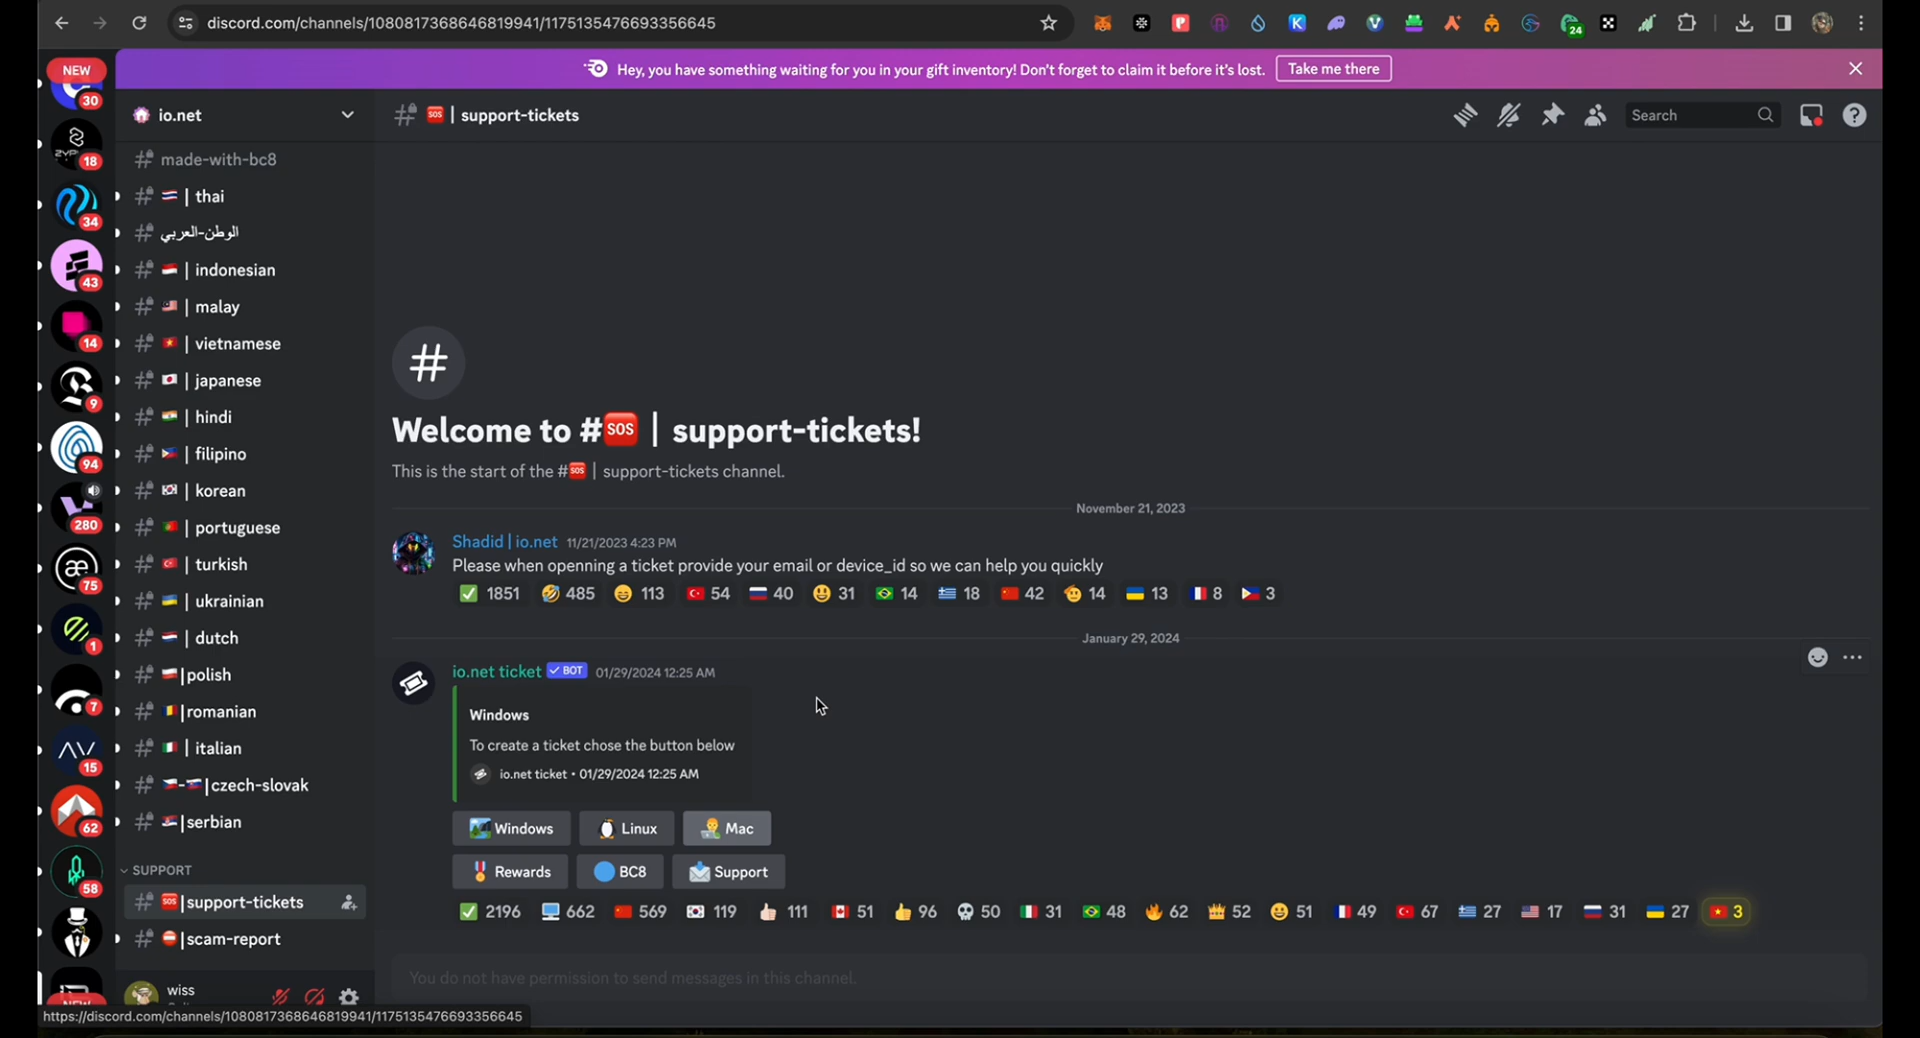 discord.com/channels/1080817368646819941/1175135476693356645
24
Hey, you have something waiting for you in your gift inventory! Don't forget to claim it before it's lost. Take me there
NEW
30
18
34
43
14
9
94
280
75
1
7
15
62
58
NEW
io.net
made-with-bc8
| thai
الوطن-العربي
| indonesian
| malay
| vietnamese
| japanese
| hindi
| filipino
| korean
| portuguese
| turkish
| ukrainian
| dutch
|polish
|romanian
| italian
-|czech-slovak
|serbian
SUPPORT
SOS|support-tickets
|scam-report
wiss
https://discord.com/channels/1080817368646819941/1175135476693356645
# SOS | support-tickets
Search
#
Welcome to #SOS | support-tickets!
This is the start of the #SOS | support-tickets channel.
November 21, 2023
Shadid | io.net 11/21/2023 4:23 PM
Please when openning a ticket provide your email or device_id so we can help you quickly
1851 485 113 54 40 31 14 18 42 14 13 8 3
January 29, 2024
io.net ticket BOT 01/29/2024 12:25 AM
Windows
To create a ticket chose the button below
io.net ticket • 01/29/2024 12:25 AM
Windows Linux Mac
Rewards BC8 Support
2196 662 569 119 111 51 96 50 31 48 62 52 51 49 67 27 17 31 27 3
You do not have permission to send messages in this channel.